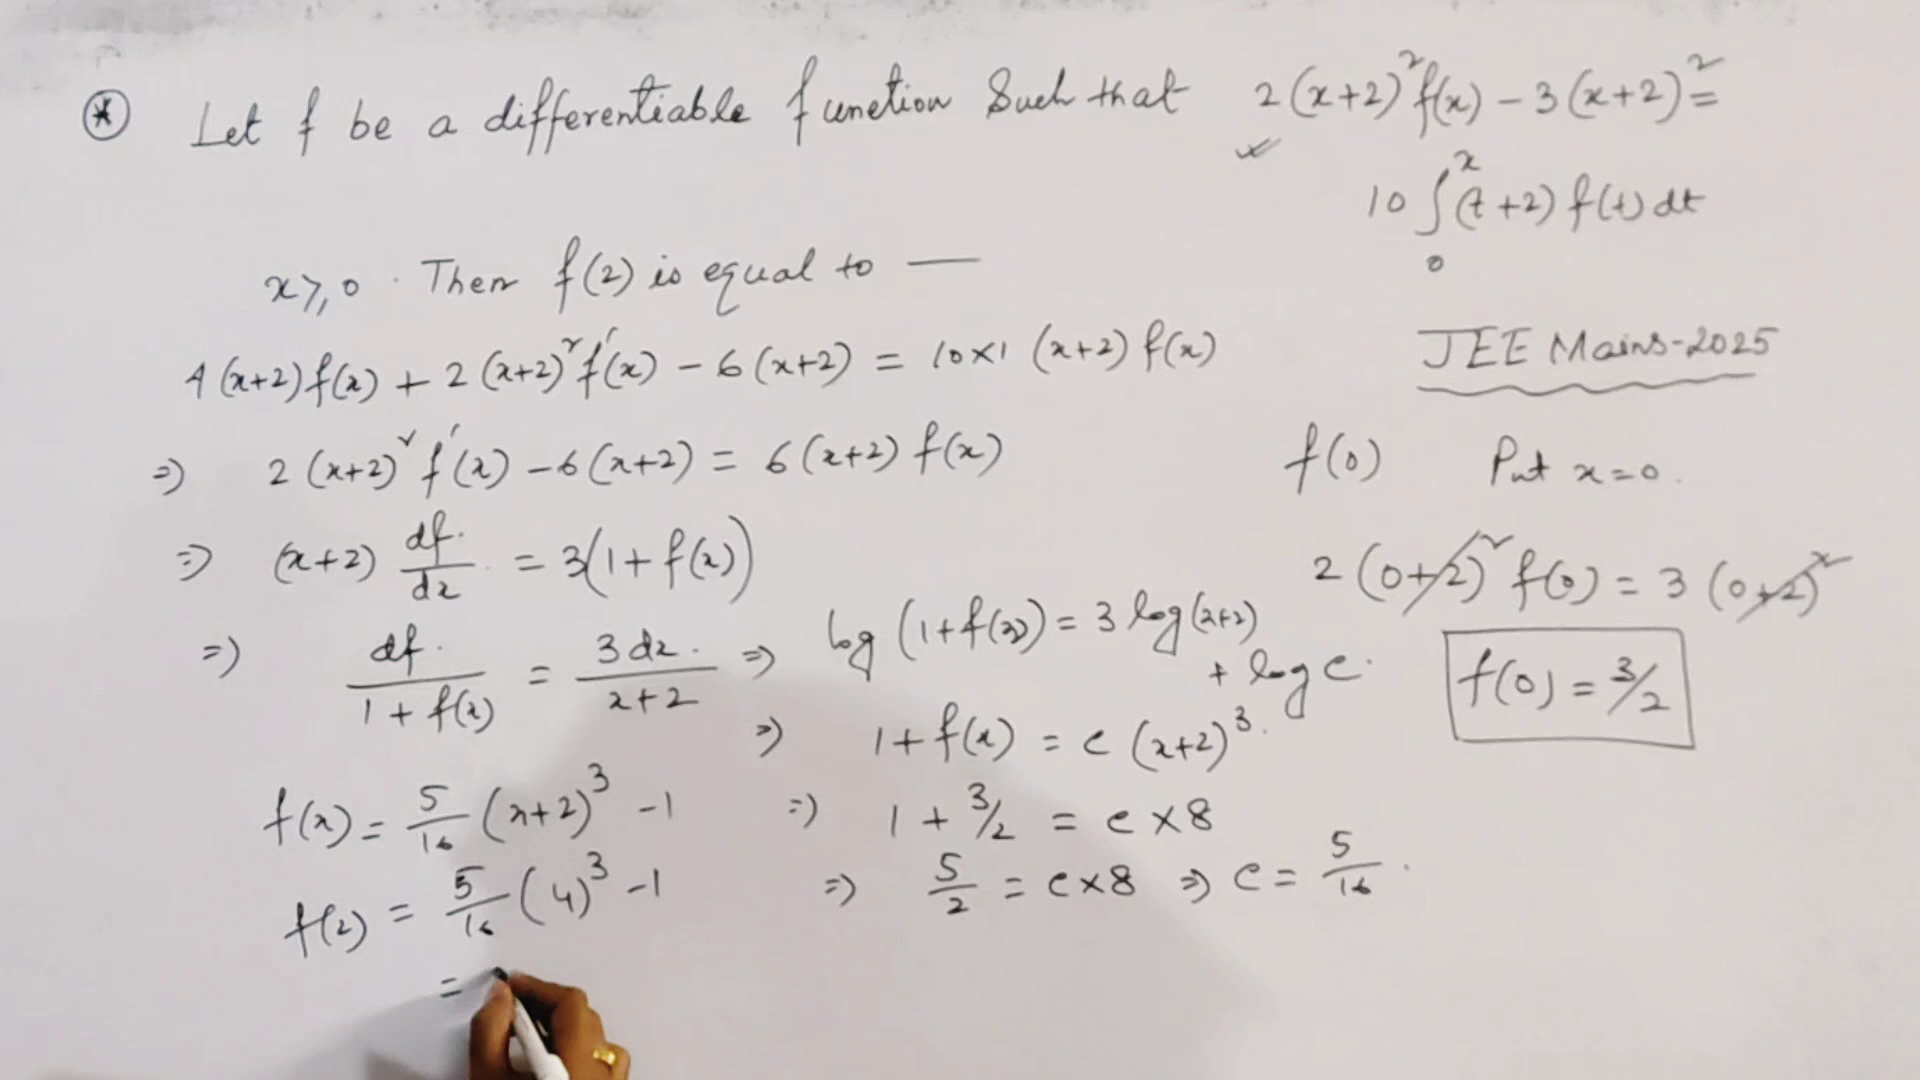 * Let f be a differentiable function Such that 2(x+2)² f(x) − 3(x+2)² =
10 ∫₀ˣ (t+2) f(t) dt
x ≥ 0 . Then f(2) is equal to —
4(x+2) f(x) + 2(x+2)² f'(x) − 6(x+2) = 10×1 (x+2) f(x)
JEE Mains-2025
⇒ 2(x+2)² f'(x) − 6(x+2) = 6(x+2) f(x)
⇒ (x+2) df/dx = 3(1+f(x))
⇒ df/(1+f(x)) = 3dx/(x+2) ⇒ log(1+f(x)) = 3 log(x+2)
+ log c.
⇒ 1+f(x) = c(x+2)³.
⇒ 1 + 3/2 = c × 8
⇒ 5/2 = c×8 ⇒ c = 5/16 .
f(x) = 5/16 (x+2)³ − 1
f(2) = 5/16 (4)³ − 1
=
f(0) Put x=0.
2(0+2)² f(0) = 3(0+2)²
f(0) = 3/2